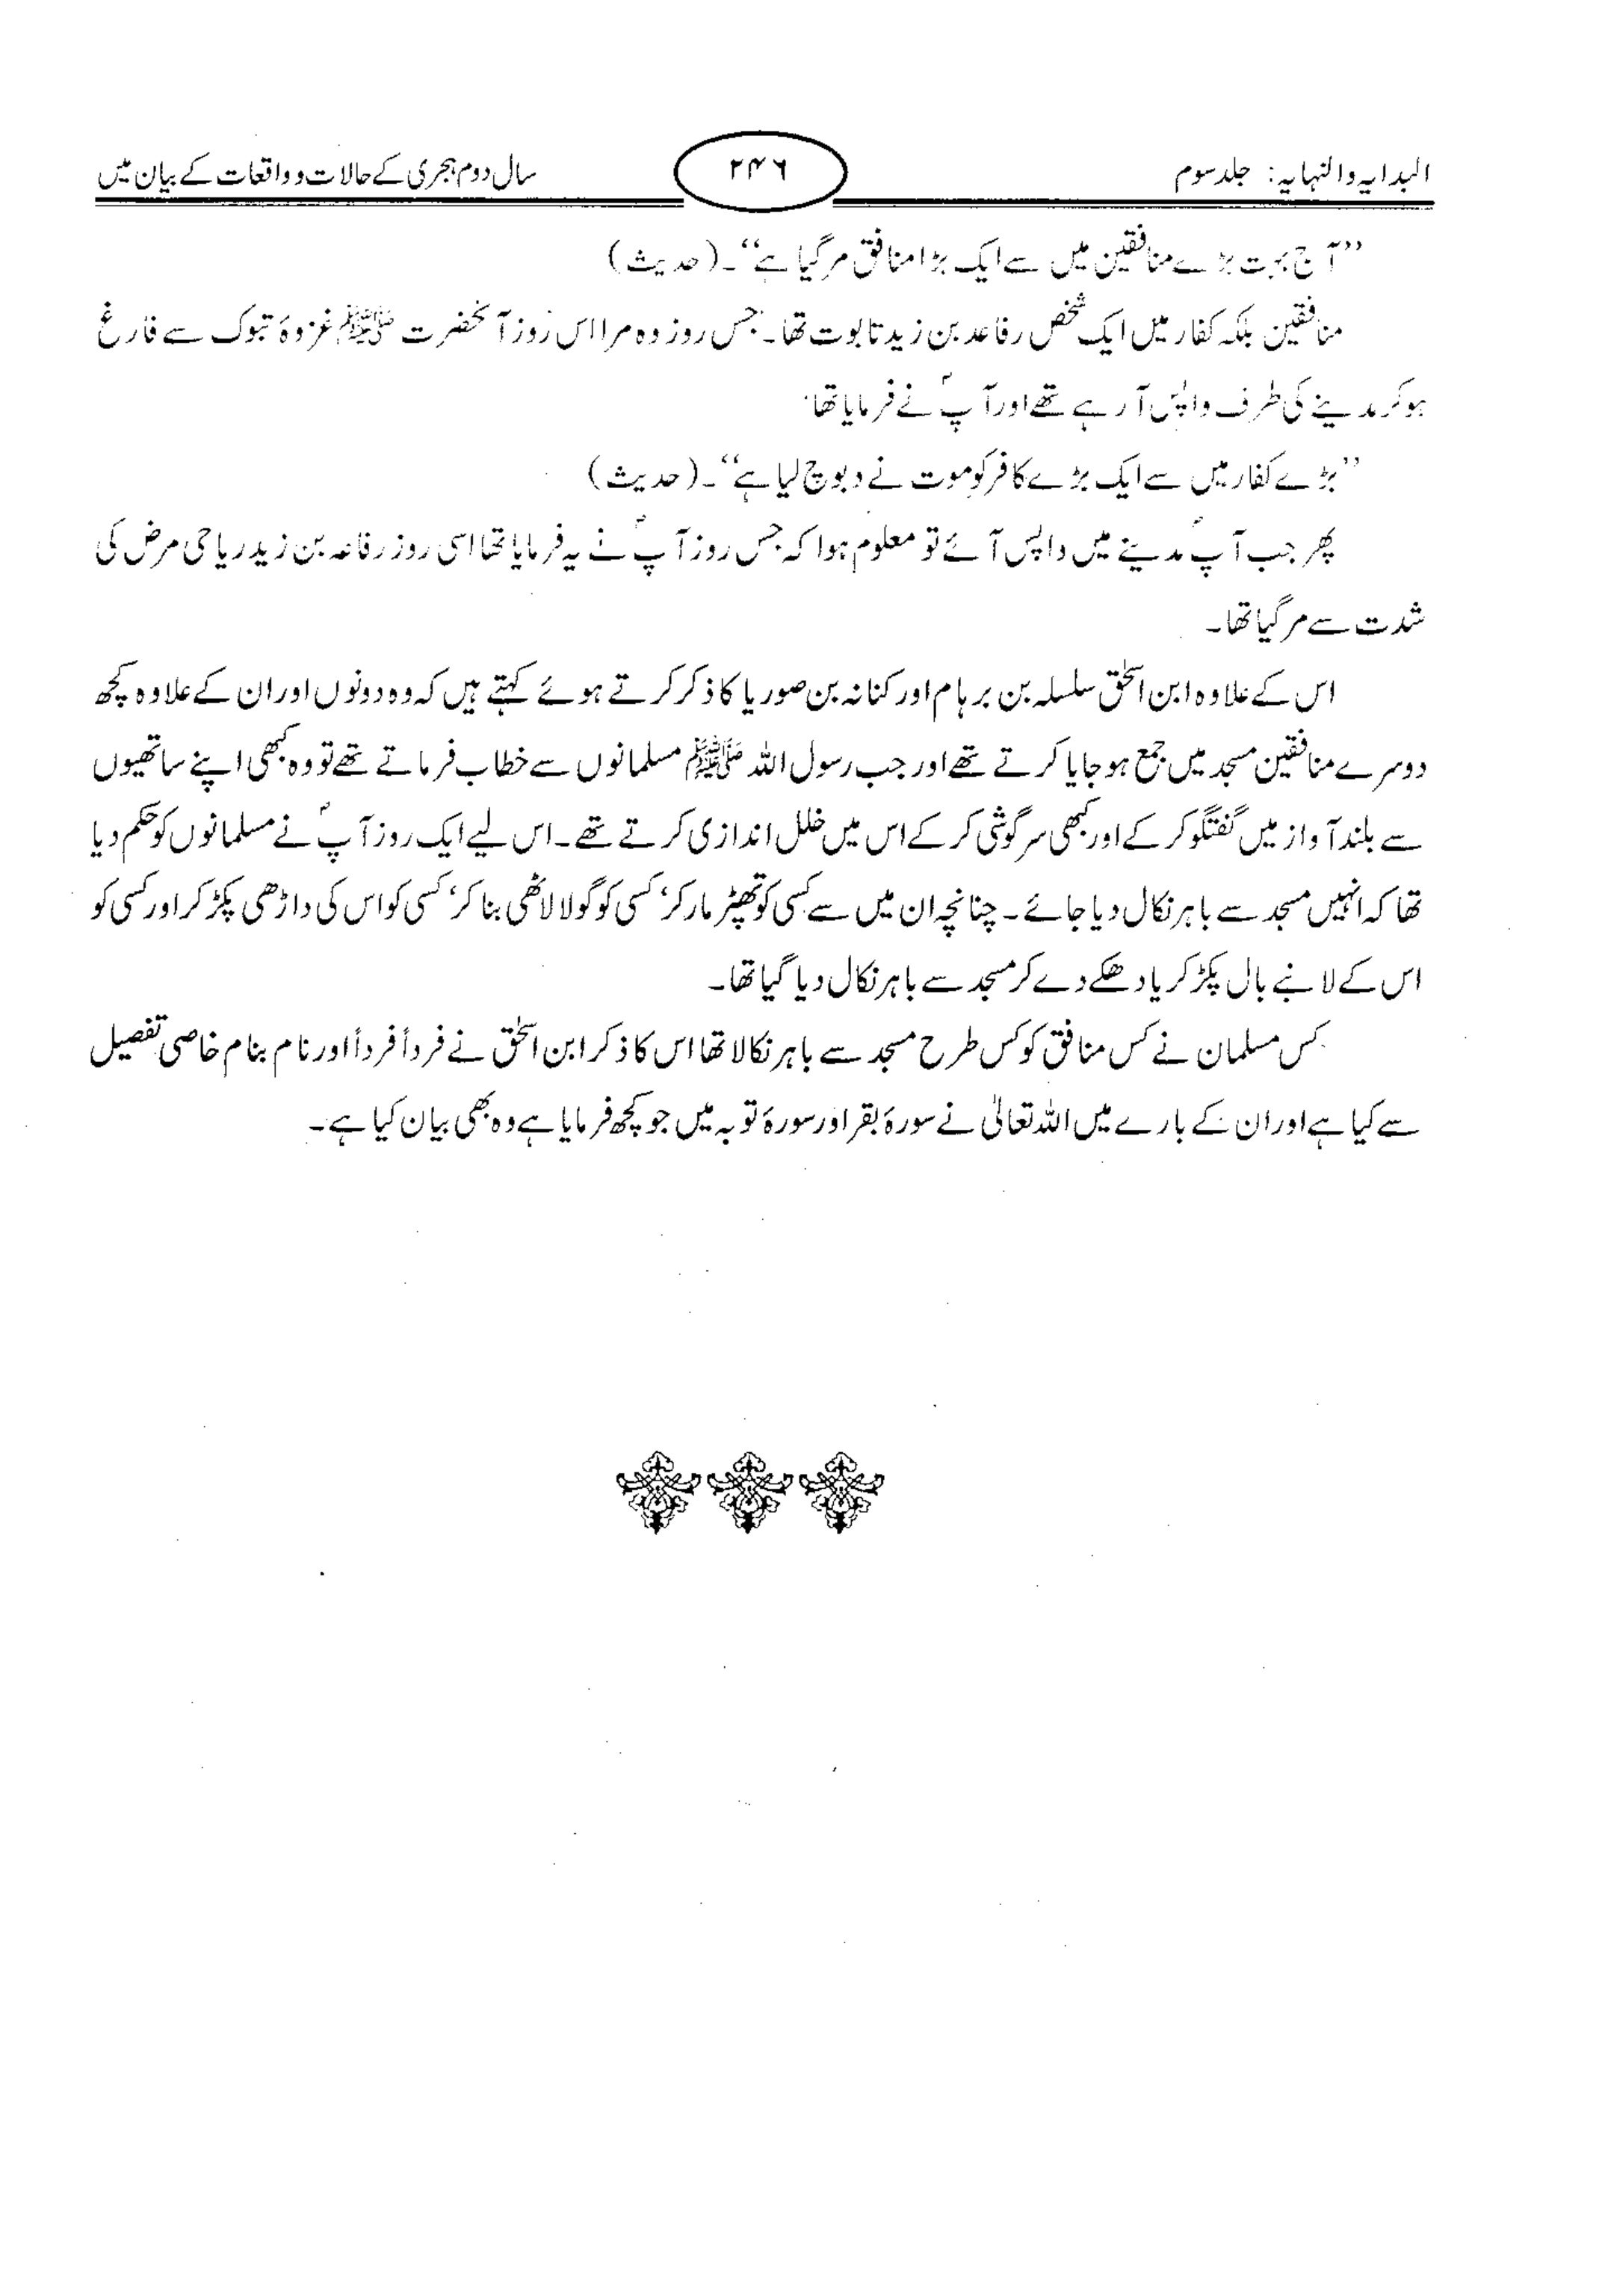 البدایہ والنہایہ: جلد سوم
۲۴۶
سال دوم ہجری کے حالات و واقعات کے بیان میں
’’آج بہت بڑے منافقین میں سے ایک بڑا منافق مر گیا ہے‘‘۔ (حدیث)
منافقین بلکہ کفار میں ایک شخص رفاعہ بن زید تابوت تھا۔ جس روز وہ مرا اس روز آنحضرت ﷺ غزوۂ تبوک سے فارغ
ہو کر مدینے کی طرف واپس آ رہے تھے اور آپؐ نے فرمایا تھا
’’بڑے کفار میں سے ایک بڑے کافر کو موت نے دبوچ لیا ہے‘‘۔ (حدیث)
پھر جب آپؐ مدینے میں واپس آئے تو معلوم ہوا کہ جس روز آپؐ نے یہ فرمایا تھا اسی روز رفاعہ بن زید ریاحی مرض کی
شدت سے مر گیا تھا۔
اس کے علاوہ ابن اسحٰق سلسلہ بن برہام اور کنانہ بن صوریا کا ذکر کرتے ہوئے کہتے ہیں کہ وہ دونوں اور ان کے علاوہ کچھ
دوسرے منافقین مسجد میں جمع ہو جایا کرتے تھے اور جب رسول اللہ ﷺ مسلمانوں سے خطاب فرماتے تھے تو وہ کبھی اپنے ساتھیوں
سے بلند آواز میں گفتگو کر کے اور کبھی سرگوشی کر کے اس میں خلل اندازی کرتے تھے۔ اس لیے ایک روز آپؐ نے مسلمانوں کو حکم دیا
تھا کہ انہیں مسجد سے باہر نکال دیا جائے۔ چنانچہ ان میں سے کسی کو تھپڑ مار کر‘ کسی کو گولا لاٹھی بنا کر‘ کسی کو اس کی داڑھی پکڑ کر اور کسی کو
اس کے لانبے بال پکڑ کر یا دھکے دے کر مسجد سے باہر نکال دیا گیا تھا۔
کس مسلمان نے کس منافق کو کس طرح مسجد سے باہر نکالا تھا اس کا ذکر ابن اسحٰق نے فرداً فرداً اور نام بنام خاصی تفصیل
سے کیا ہے اور ان کے بارے میں اللہ تعالیٰ نے سورۂ بقر اور سورۂ توبہ میں جو کچھ فرمایا ہے وہ بھی بیان کیا ہے۔